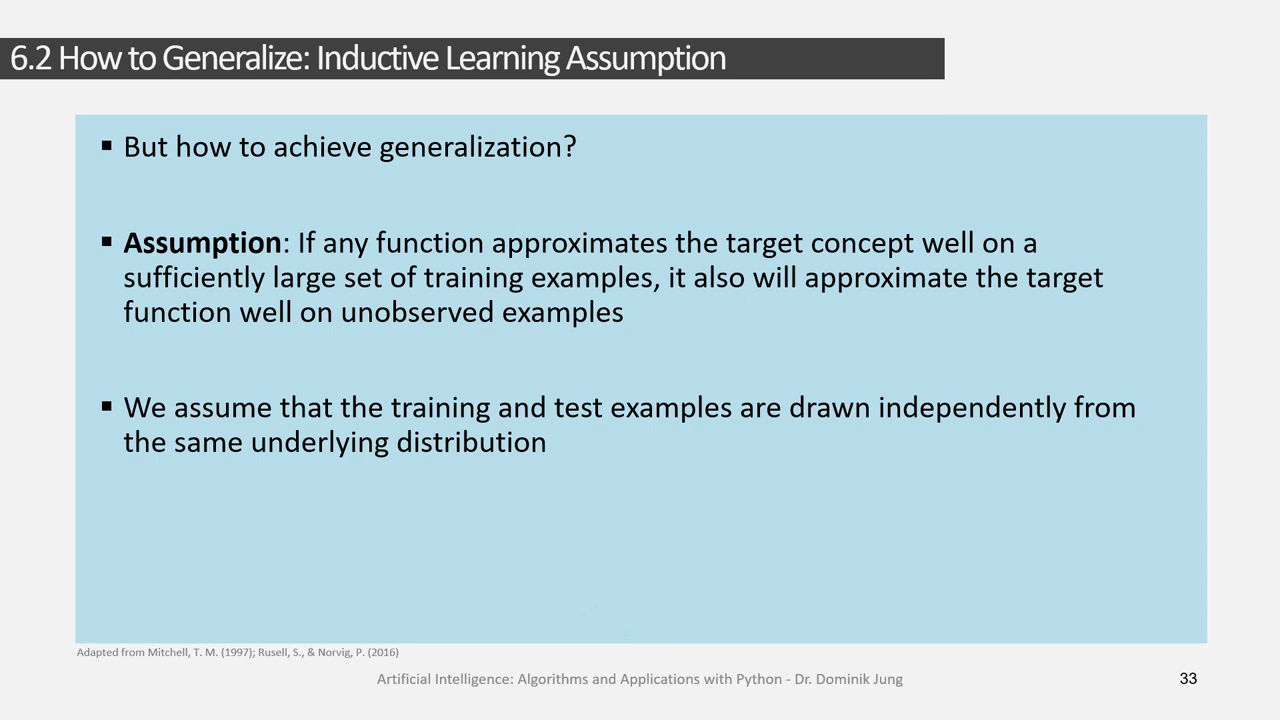 6.2 How to Generalize: Inductive Learning Assumption
▪ But how to achieve generalization?
▪ Assumption: If any function approximates the target concept well on a
sufficiently large set of training examples, it also will approximate the target
function well on unobserved examples
▪ We assume that the training and test examples are drawn independently from
the same underlying distribution
Adapted from Mitchell, T. M. (1997); Rusell, S., & Norvig, P. (2016)
Artificial Intelligence: Algorithms and Applications with Python - Dr. Dominik Jung
33